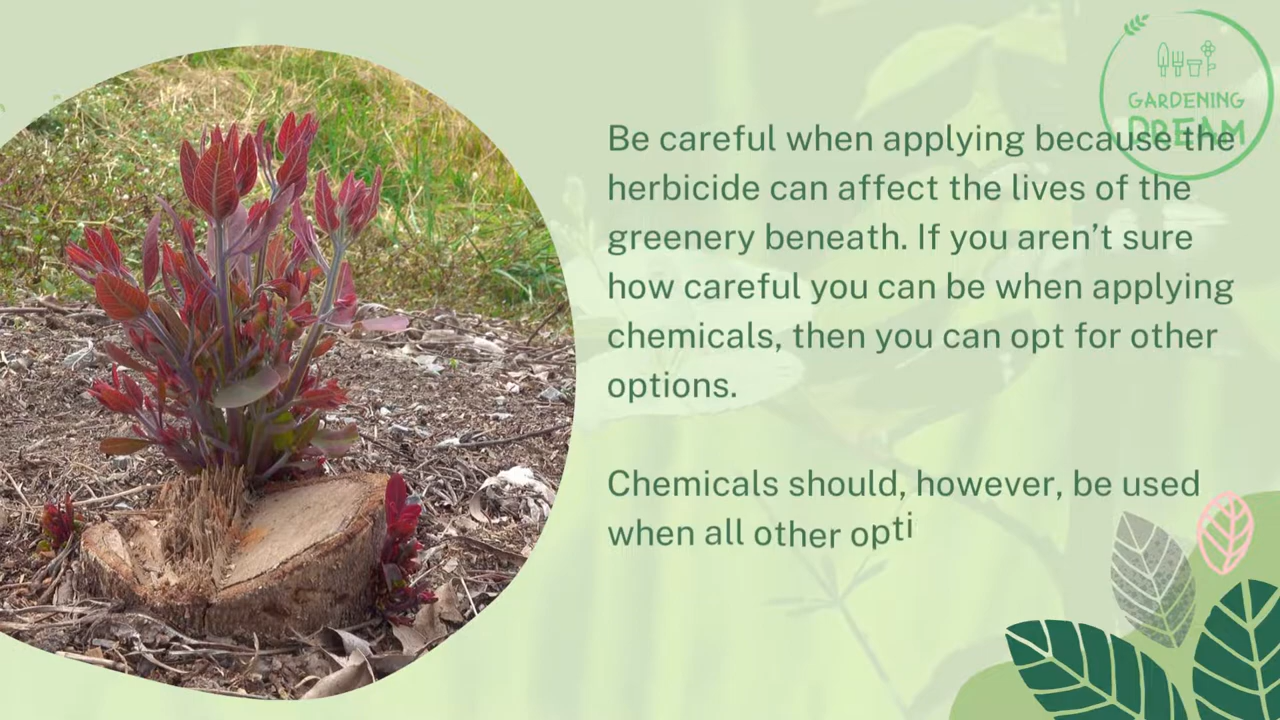 GARDENING
DREAM
Be careful when applying because the
herbicide can affect the lives of the
greenery beneath. If you aren’t sure
how careful you can be when applying
chemicals, then you can opt for other
options.
Chemicals should, however, be used
when all other opti